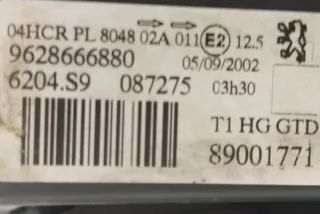 04HCR PL 8048 02A 011 E2 12.5
9628666880 05/09/2002
6204.S9 087275 03h30
T1 HG GTD
89001771